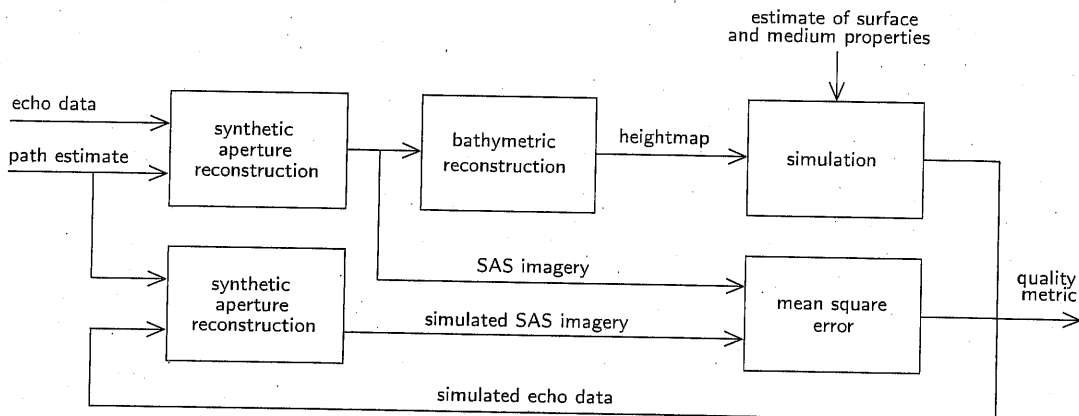 estimate of surface
and medium properties
echo data
path estimate
synthetic
aperture
reconstruction
bathymetric
reconstruction
heightmap
simulation
synthetic
aperture
reconstruction
SAS imagery
simulated SAS imagery
mean square
error
quality
metric
simulated echo data